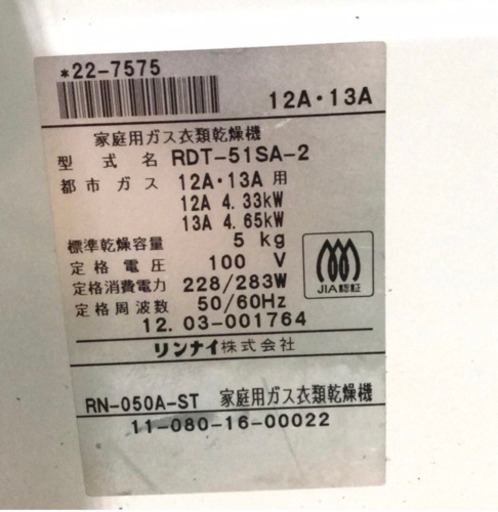 *22-7575
12A・13A
家庭用ガス衣類乾燥機
型式名 RDT-51SA-2
都市ガス 12A・13A 用
12A 4.33kW
13A 4.65kW
標準乾燥容量 5 kg
定格電圧 100 V
定格消費電力 228/283W
定格周波数 50/60Hz
JIA認証
12. 03-001764
リンナイ株式会社
RN-050A-ST 家庭用ガス衣類乾燥機
11-080-16-00022